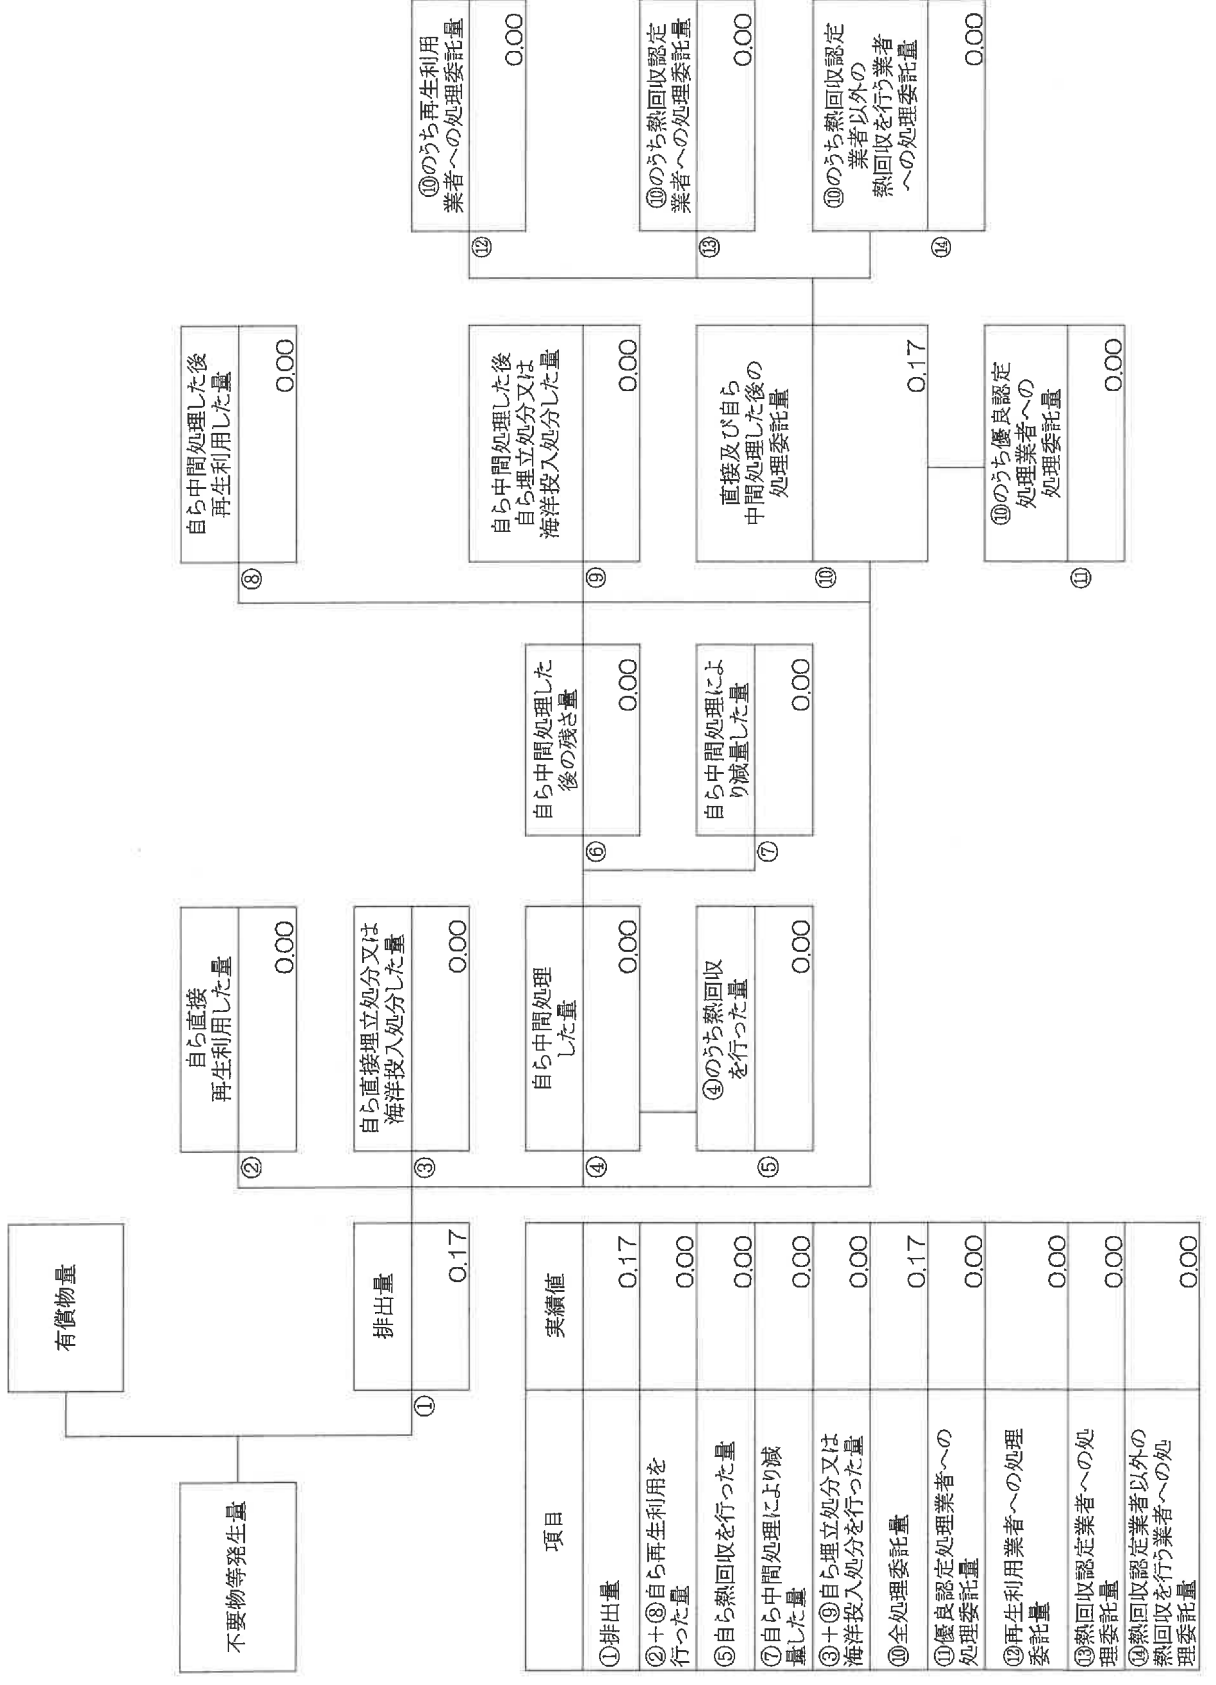 不要物等発生量
有償物量
①
排出量
0.17
②
自ら直接
再生利用した量
0.00
③
自ら直接埋立処分又は
海洋投入処分した量
0.00
④
自ら中間処理
した量
0.00
⑤
④のうち熱回収
を行った量
0.00
⑥
自ら中間処理した
後の残さ量
0.00
⑦
自ら中間処理によ
り減量した量
0.00
⑧
自ら中間処理した後
再生利用した量
0.00
⑨
自ら中間処理した後
自ら埋立処分又は
海洋投入処分した量
0.00
⑩
直接及び自ら
中間処理した後の
処理委託量
0.17
⑪
⑩のうち優良認定
処理業者への
処理委託量
0.00
⑫
⑩のうち再生利用
業者への処理委託量
0.00
⑬
⑩のうち熱回収認定
業者への処理委託量
0.00
⑭
⑩のうち熱回収認定
業者以外の
熱回収を行う業者
への処理委託量
0.00
項目 実績値
①排出量 0.17
②+⑧自ら再生利用を
行った量 0.00
⑤自ら熱回収を行った量 0.00
⑦自ら中間処理により減
量した量 0.00
③+⑨自ら埋立処分又は
海洋投入処分を行った量 0.00
⑩全処理委託量 0.17
⑪優良認定処理業者への
処理委託量 0.00
⑫再生利用業者への処理
委託量 0.00
⑬熱回収認定業者への処
理委託量 0.00
⑭熱回収認定業者以外の
熱回収を行う業者への処
理委託量 0.00